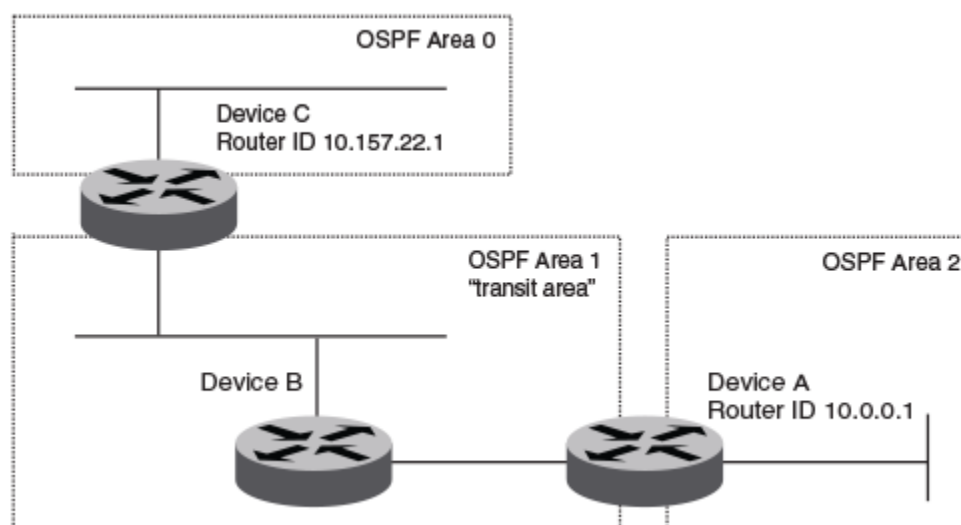 OSPF Area 0
Device C
Router ID 10.157.22.1
OSPF Area 1
“transit area”
OSPF Area 2
Device B
Device A
Router ID 10.0.0.1